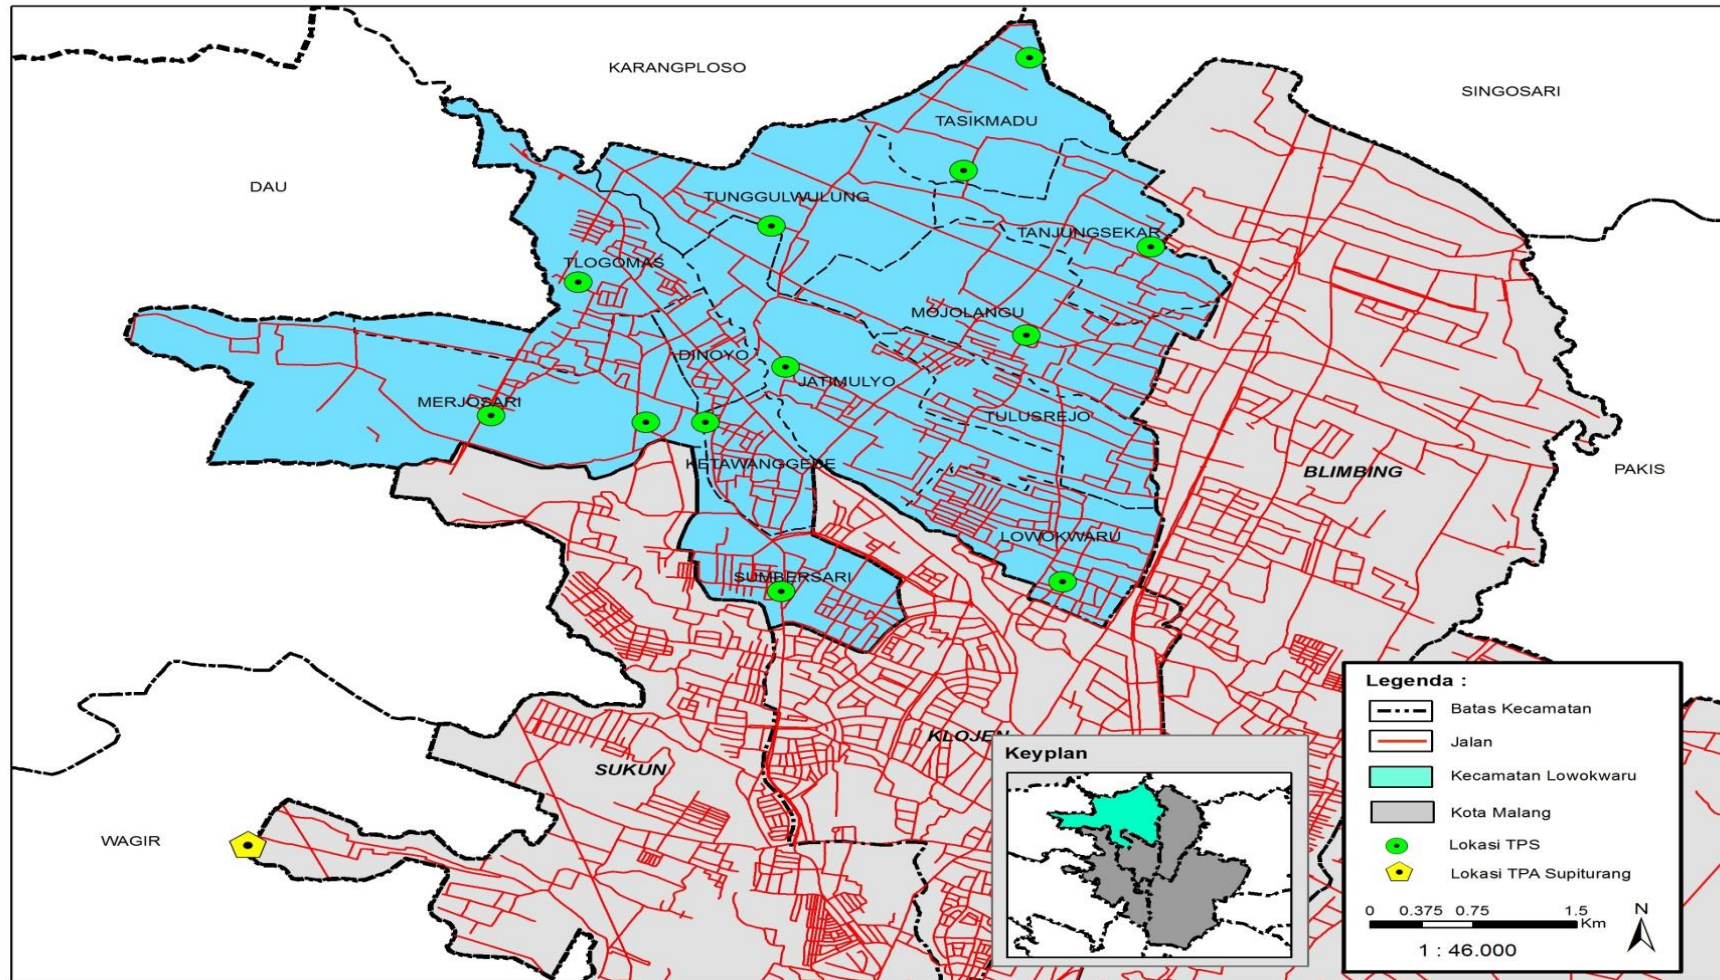 KARANGPLOSO
SINGOSARI
TASIKMADU
DAU
TUNGGULWULUNG
TANJUNGSEKAR
TLOGOMAS
MOJOLANGU
DINOYO
JATIMULYO
MERJOSARI
TULUSREJO
KETAWANGGEDE
BLIMBING
PAKIS
LOWOKWARU
SUMBERSARI
KLOJEN
SUKUN
WAGIR
Keyplan
Legenda :
Batas Kecamatan
Jalan
Kecamatan Lowokwaru
Kota Malang
Lokasi TPS
Lokasi TPA Supiturang
0 0.375 0.75 1.5
Km
1 : 46.000
N